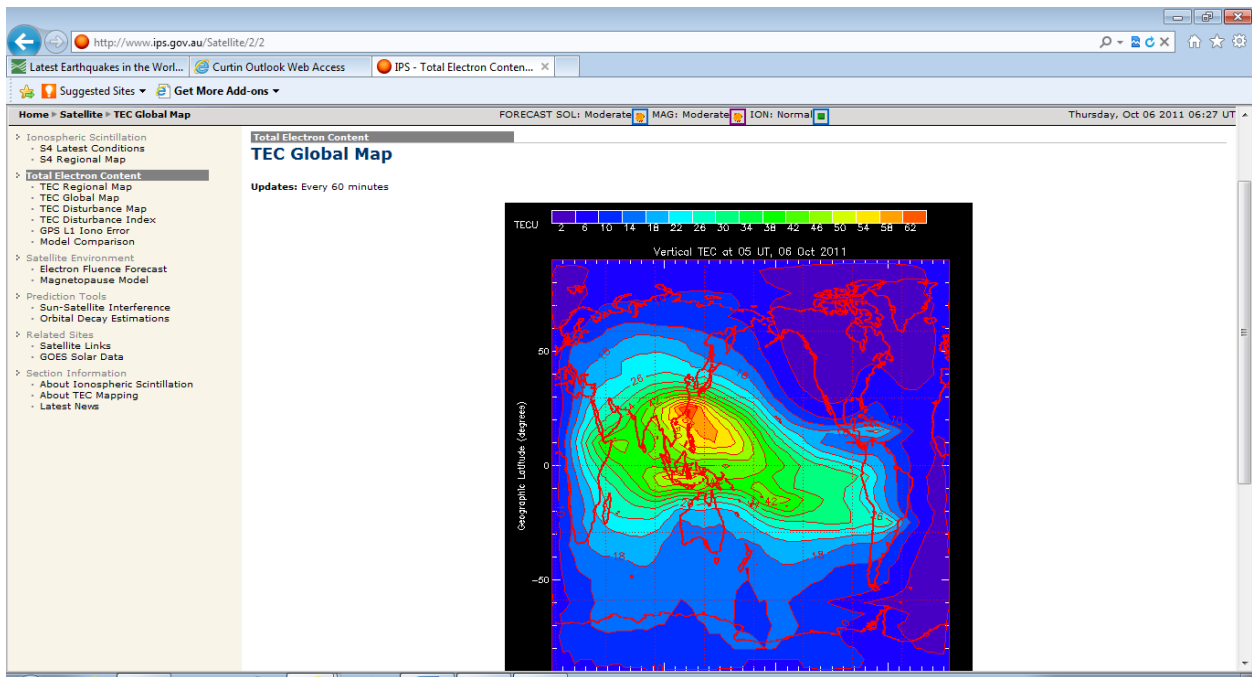 http://www.ips.gov.au/Satellite/2/2
Latest Earthquakes in the Worl...
Curtin Outlook Web Access
IPS - Total Electron Conten...
Suggested Sites
Get More Add-ons
Home Satellite TEC Global Map
FORECAST SOL: Moderate MAG: Moderate ION: Normal
Thursday, Oct 06 2011 06:27 UT
Ionospheric Scintillation
S4 Latest Conditions
S4 Regional Map
Total Electron Content
TEC Regional Map
TEC Global Map
TEC Disturbance Map
TEC Disturbance Index
GPS L1 Iono Error
Model Comparison
Satellite Environment
Electron Fluence Forecast
Magnetopause Model
Prediction Tools
Sun-Satellite Interference
Orbital Decay Estimations
Related Sites
Satellite Links
GOES Solar Data
Section Information
About Ionospheric Scintillation
About TEC Mapping
Latest News
Total Electron Content
TEC Global Map
Updates: Every 60 minutes
TECU 2 6 10 14 18 22 26 30 34 38 42 46 50 54 58 62
Vertical TEC at 05 UT, 06 Oct 2011
Geographic Latitude (degrees)
50
0
-50
26
18
18
42